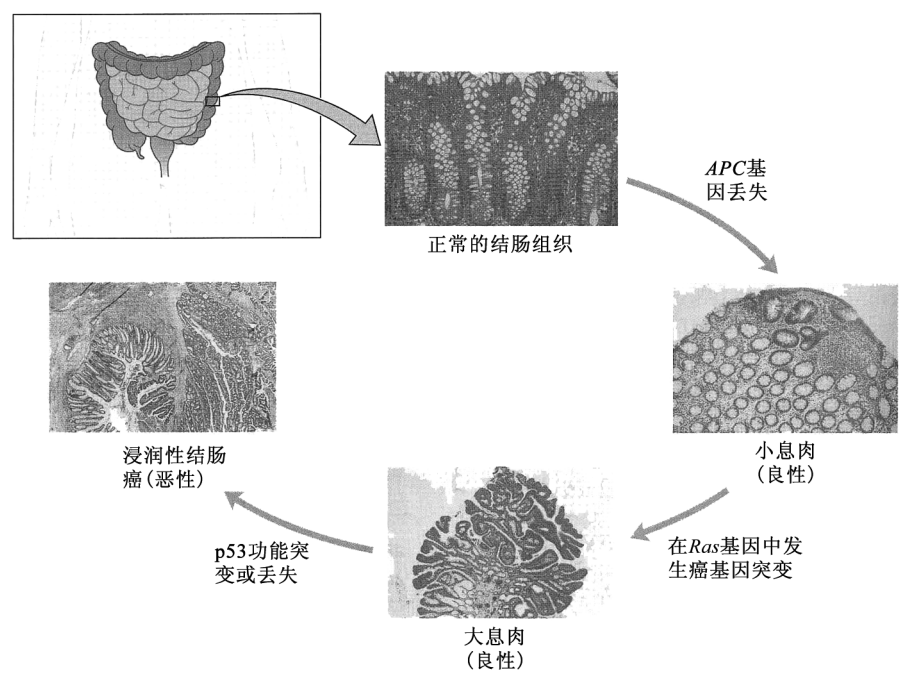 正常的结肠组织
APC基
因丢失
小息肉
(良性)
在Ras基因中发
生癌基因突变
大息肉
(良性)
p53功能突
变或丢失
浸润性结肠
癌(恶性)